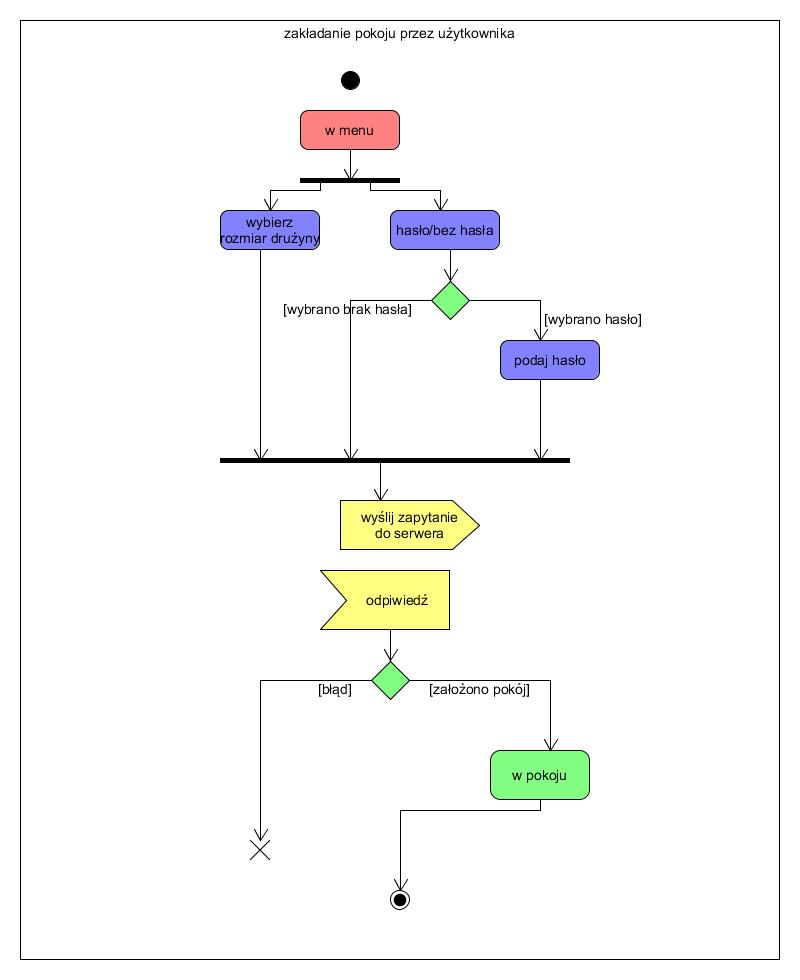 zakładanie pokoju przez użytkownika
w menu
wybierz
rozmiar drużyny
hasło/bez hasła
[wybrano brak hasła]
[wybrano hasło]
podaj hasło
wyślij zapytanie
do serwera
odpiwiedź
[błąd]
[założono pokój]
w pokoju